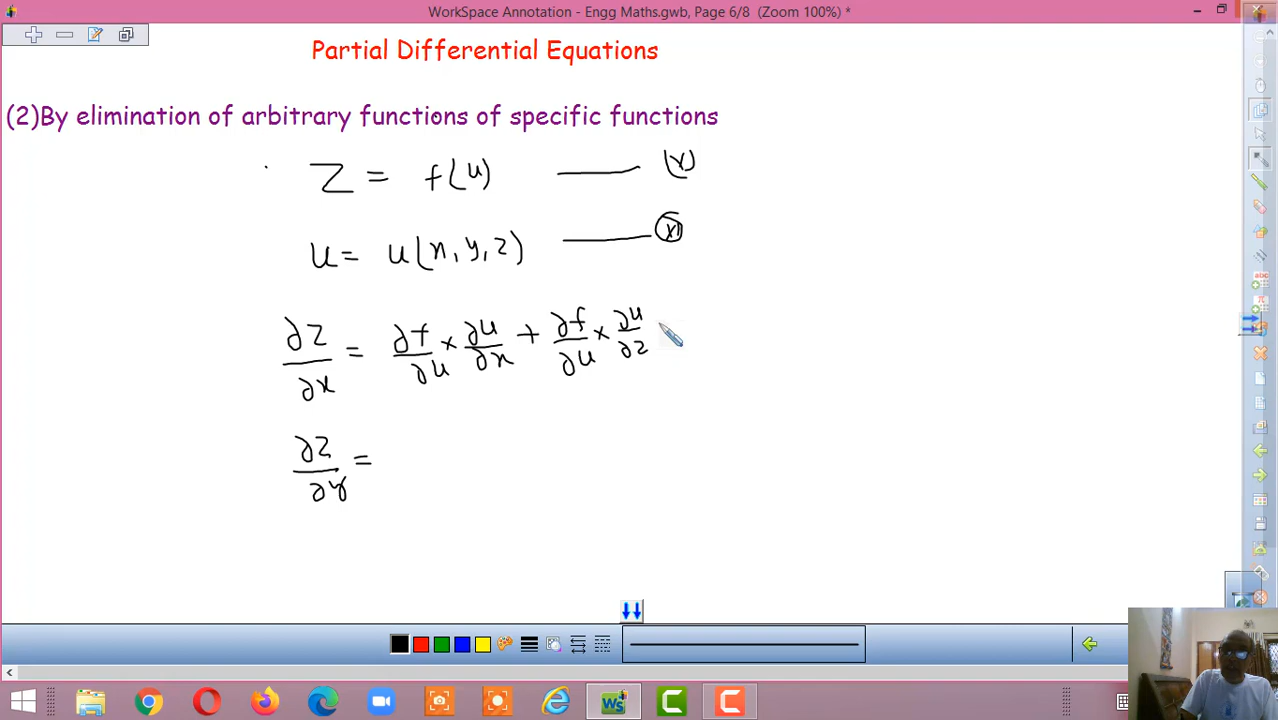 WorkSpace Annotation - Engg Maths.gwb, Page 6/8 (Zoom 100%) *
Partial Differential Equations
(2)By elimination of arbitrary functions of specific functions
Z = f(u) —— (x)
u = u(x, y, z) —— (xi)
∂z/∂x = ∂f/∂u × ∂u/∂x + ∂f/∂u × ∂u/∂z
∂z/∂y =